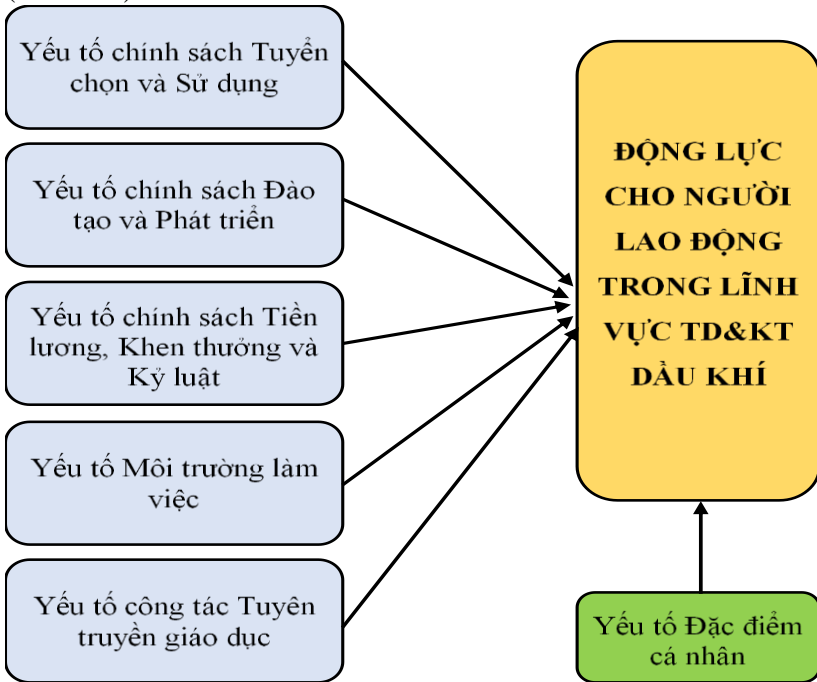 Yếu tố chính sách Tuyển
chọn và Sử dụng
Yếu tố chính sách Đào
tạo và Phát triển
Yếu tố chính sách Tiền
lương, Khen thưởng và
Kỷ luật
Yếu tố Môi trường làm
việc
Yếu tố công tác Tuyên
truyền giáo dục
ĐỘNG LỰC
CHO NGƯỜI
LAO ĐỘNG
TRONG LĨNH
VỰC TD&KT
DẦU KHÍ
Yếu tố Đặc điểm
cá nhân